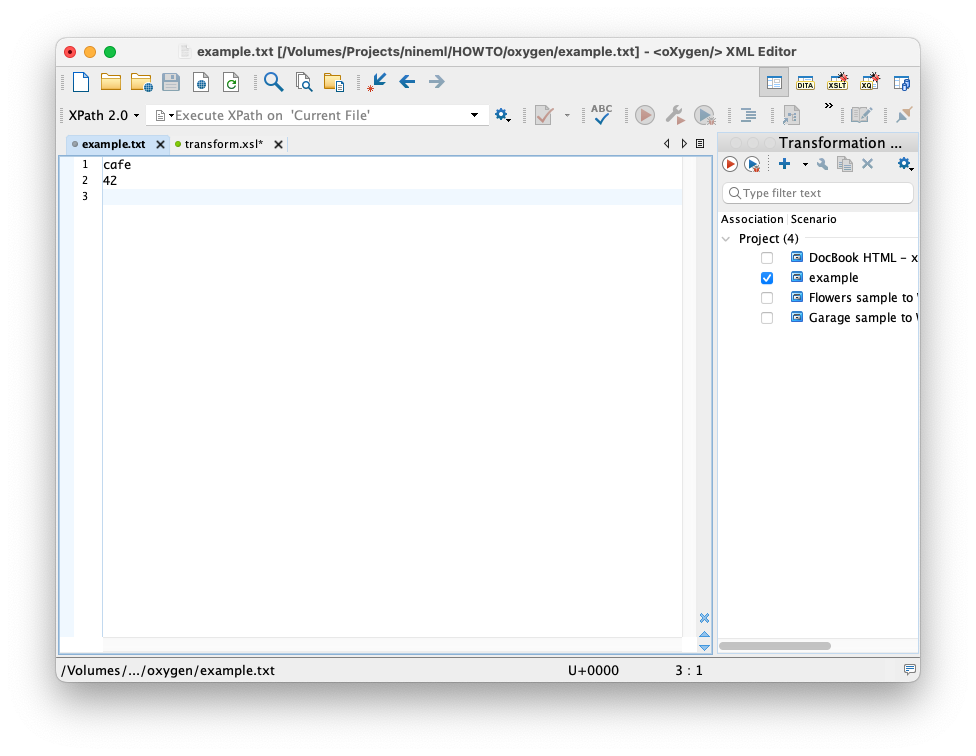 example.txt [/Volumes/Projects/nineml/HOWTO/oxygen/example.txt] - <oXygen/> XML Editor
DITA XSLT XQ
XPath 2.0 Execute XPath on 'Current File' ABC »
example.txt transform.xsl* Transformation ...
1 cafe
2 42
3
Type filter text
Association Scenario
Project (4)
DocBook HTML - x
example
Flowers sample to
Garage sample to
/Volumes/.../oxygen/example.txt U+0000 3 : 1